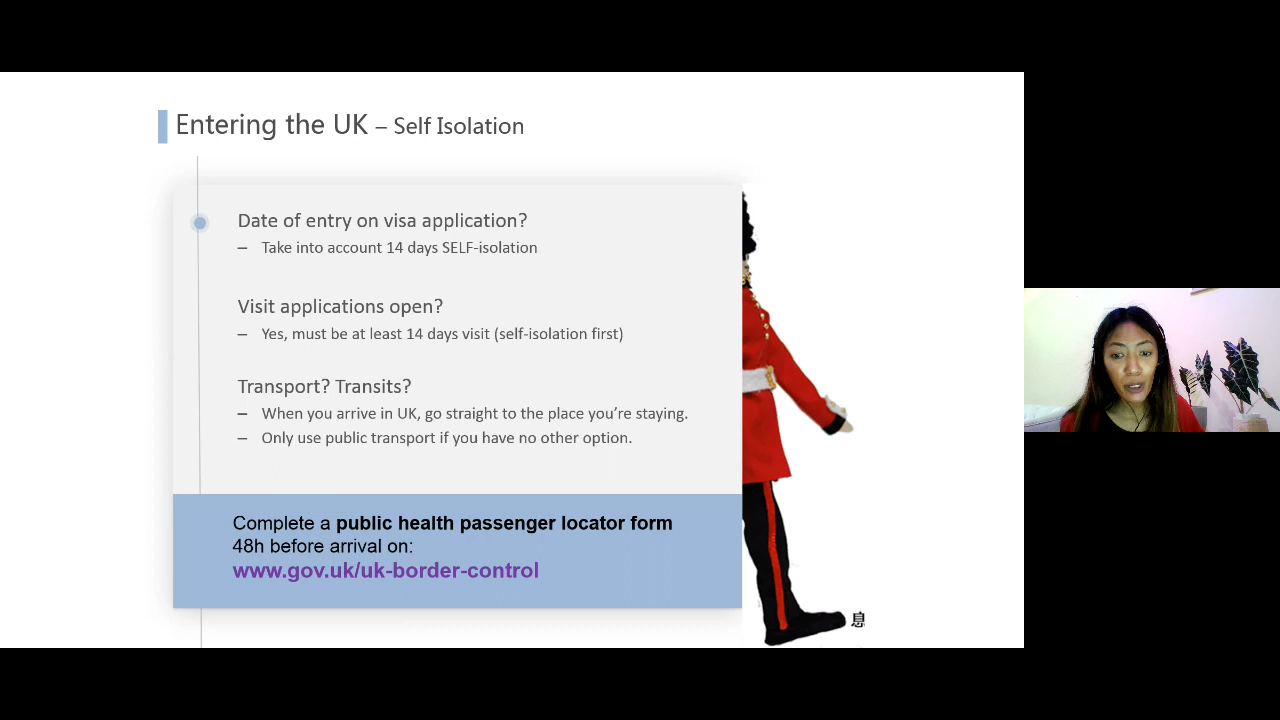 Entering the UK – Self Isolation
Date of entry on visa application?
– Take into account 14 days SELF-isolation
Visit applications open?
– Yes, must be at least 14 days visit (self-isolation first)
Transport? Transits?
– When you arrive in UK, go straight to the place you’re staying.
– Only use public transport if you have no other option.
Complete a public health passenger locator form
48h before arrival on:
www.gov.uk/uk-border-control
息